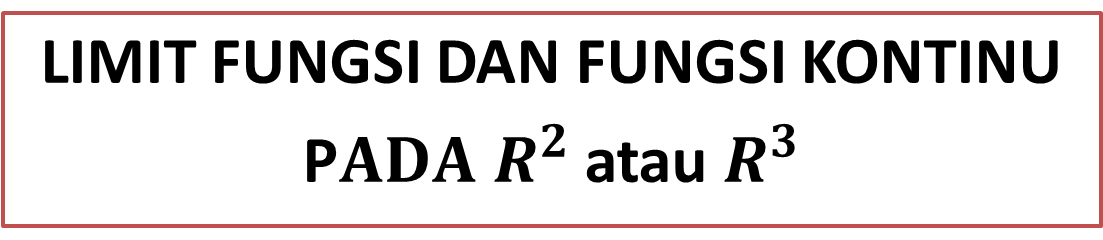 LIMIT FUNGSI DAN FUNGSI KONTINU
PADA R² atau R³